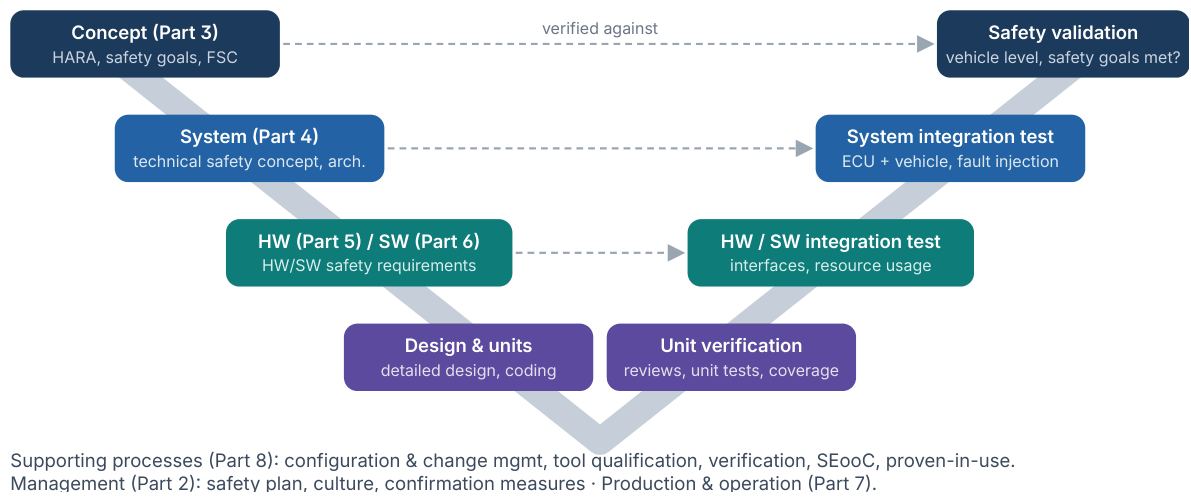 Concept (Part 3)
HARA, safety goals, FSC
verified against
Safety validation
vehicle level, safety goals met?
System (Part 4)
technical safety concept, arch.
System integration test
ECU + vehicle, fault injection
HW (Part 5) / SW (Part 6)
HW/SW safety requirements
HW / SW integration test
interfaces, resource usage
Design & units
detailed design, coding
Unit verification
reviews, unit tests, coverage
Supporting processes (Part 8): configuration & change mgmt, tool qualification, verification, SEooC, proven-in-use.
Management (Part 2): safety plan, culture, confirmation measures · Production & operation (Part 7).